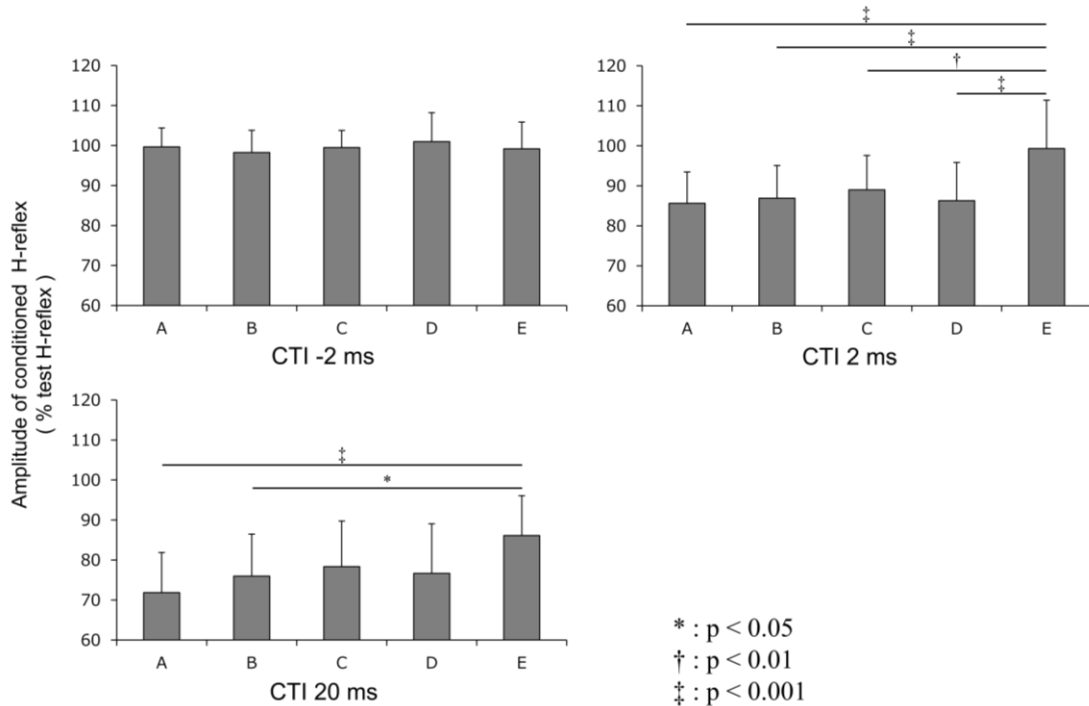 Amplitude of conditioned H-reflex
( % test H-reflex )
120
110
100
90
80
70
60
A B C D E
CTI -2 ms
‡
‡
†
‡
120
110
100
90
80
70
60
A B C D E
CTI 2 ms
‡
*
120
110
100
90
80
70
60
A B C D E
CTI 20 ms
* : p < 0.05
† : p < 0.01
‡ : p < 0.001